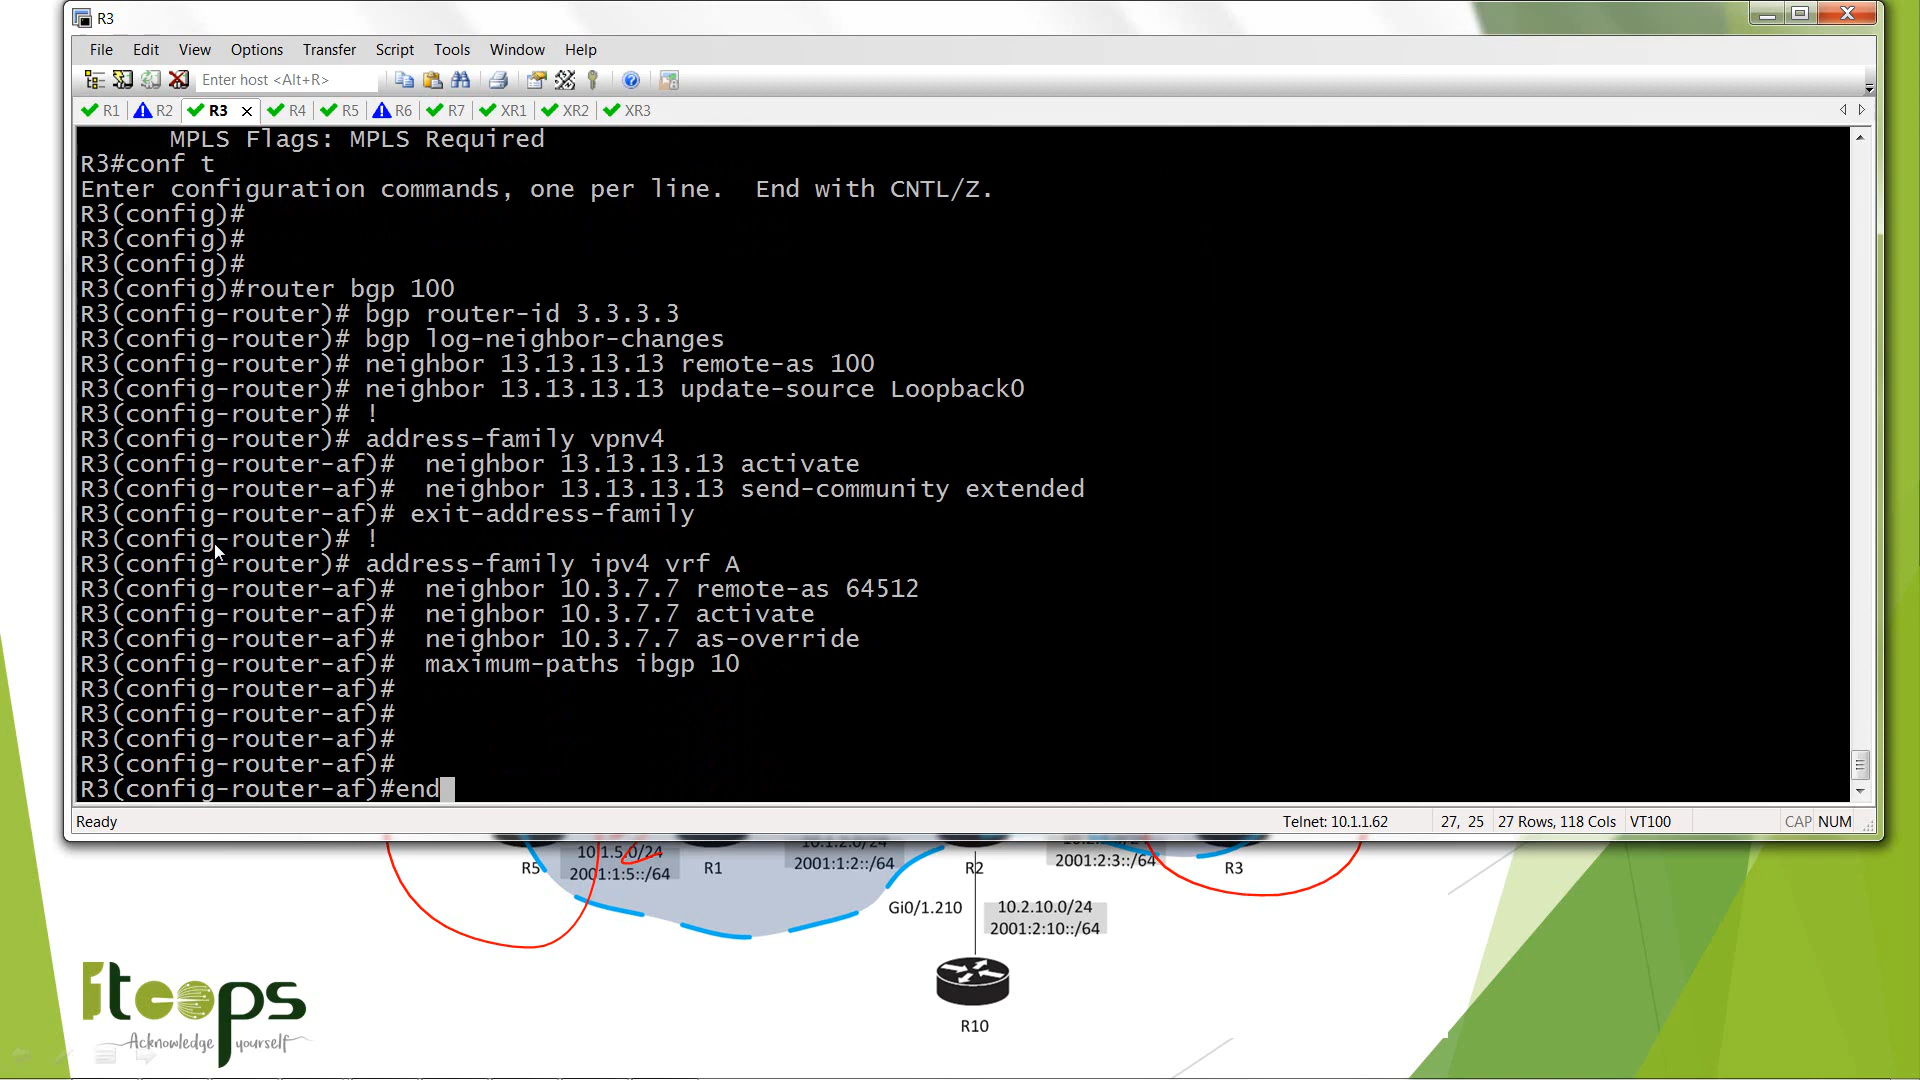 R3
File Edit View Options Transfer Script Tools Window Help
Enter host <Alt+R>
R1 R2 R3 R4 R5 R6 R7 XR1 XR2 XR3
MPLS Flags: MPLS Required
R3#conf t
Enter configuration commands, one per line.  End with CNTL/Z.
R3(config)#
R3(config)#
R3(config)#
R3(config)#router bgp 100
R3(config-router)# bgp router-id 3.3.3.3
R3(config-router)# bgp log-neighbor-changes
R3(config-router)# neighbor 13.13.13.13 remote-as 100
R3(config-router)# neighbor 13.13.13.13 update-source Loopback0
R3(config-router)# !
R3(config-router)# address-family vpnv4
R3(config-router-af)#  neighbor 13.13.13.13 activate
R3(config-router-af)#  neighbor 13.13.13.13 send-community extended
R3(config-router-af)# exit-address-family
R3(config-router)# !
R3(config-router)# address-family ipv4 vrf A
R3(config-router-af)#  neighbor 10.3.7.7 remote-as 64512
R3(config-router-af)#  neighbor 10.3.7.7 activate
R3(config-router-af)#  neighbor 10.3.7.7 as-override
R3(config-router-af)#  maximum-paths ibgp 10
R3(config-router-af)#
R3(config-router-af)#
R3(config-router-af)#
R3(config-router-af)#
R3(config-router-af)#end
Ready Telnet: 10.1.1.62 27, 25 27 Rows, 118 Cols VT100 CAP NUM
10.1.5.0/24
2001:1:5::/64
10.1.2.0/24
2001:1:2::/64
2001:2:3::/64
R5 R1 R2 R3
Gi0/1.210
10.2.10.0/24
2001:2:10::/64
R10
itoops
Acknowledge yourself